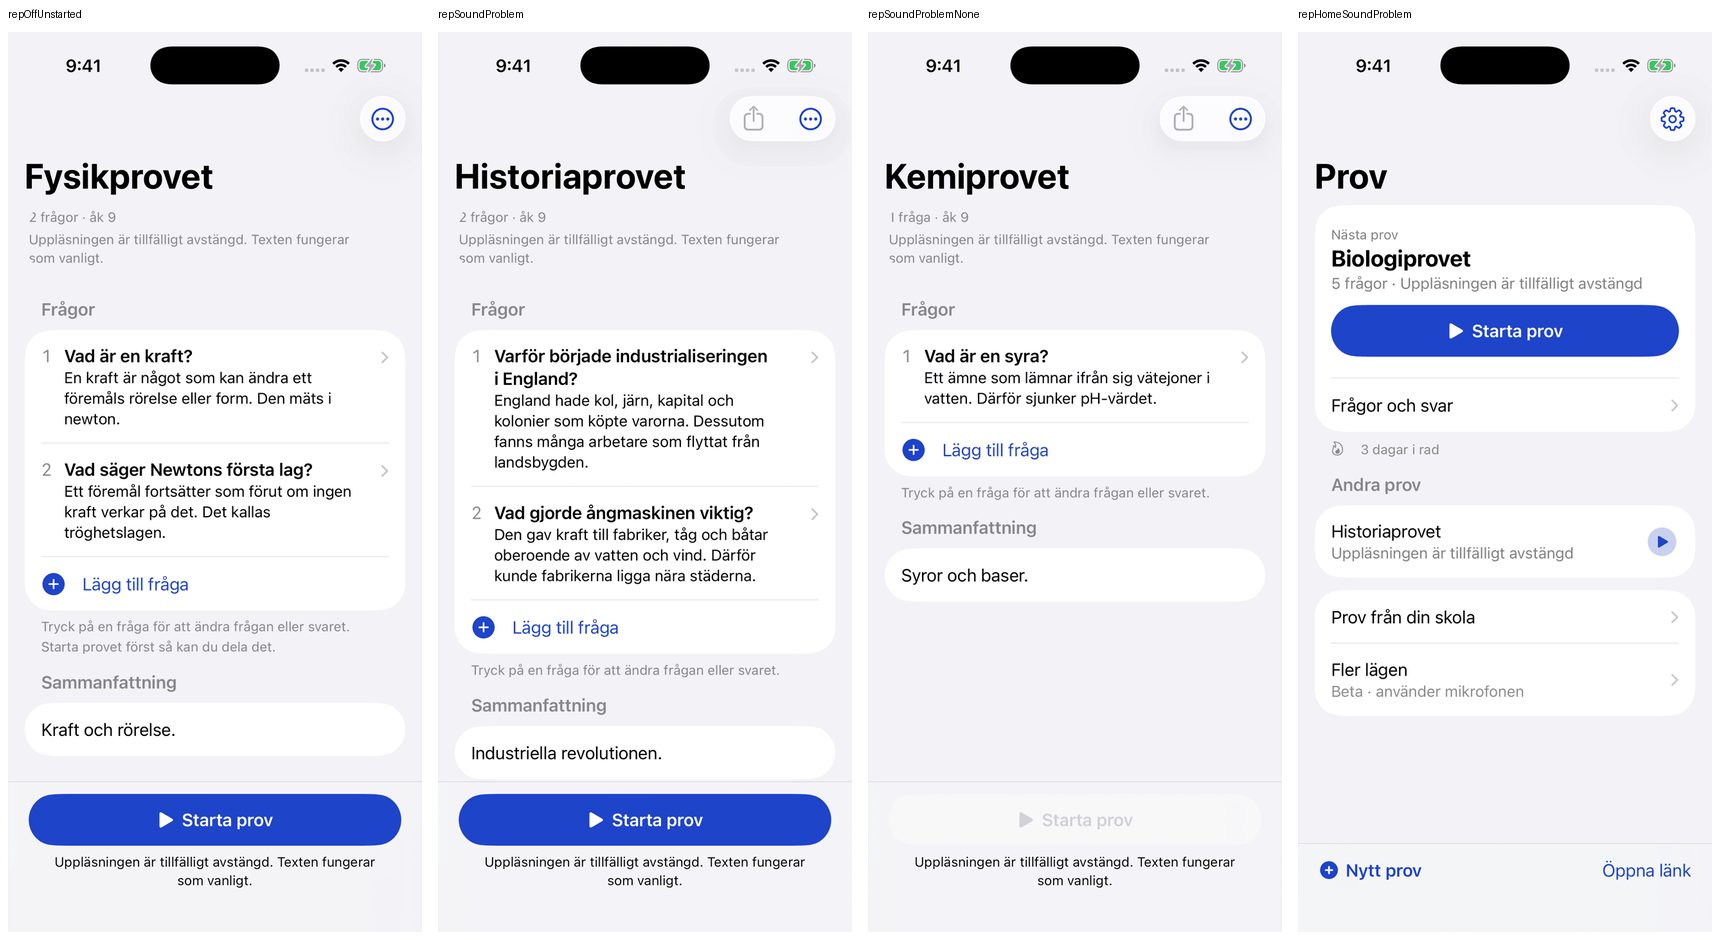 repOffUnstarted
9:41
Fysikprovet
2 frågor · åk 9
Uppläsningen är tillfälligt avstängd. Texten fungerar
som vanligt.
Frågor
1 Vad är en kraft?
En kraft är något som kan ändra ett
föremåls rörelse eller form. Den mäts i
newton.
2 Vad säger Newtons första lag?
Ett föremål fortsätter som förut om ingen
kraft verkar på det. Det kallas
tröghetslagen.
Lägg till fråga
Tryck på en fråga för att ändra frågan eller svaret.
Starta provet först så kan du dela det.
Sammanfattning
Kraft och rörelse.
Starta prov
Uppläsningen är tillfälligt avstängd. Texten fungerar
som vanligt.
repSoundProblem
9:41
Historiaprovet
2 frågor · åk 9
Uppläsningen är tillfälligt avstängd. Texten fungerar
som vanligt.
Frågor
1 Varför började industrialiseringen
i England?
England hade kol, järn, kapital och
kolonier som köpte varorna. Dessutom
fanns många arbetare som flyttat från
landsbygden.
2 Vad gjorde ångmaskinen viktig?
Den gav kraft till fabriker, tåg och båtar
oberoende av vatten och vind. Därför
kunde fabrikerna ligga nära städerna.
Lägg till fråga
Tryck på en fråga för att ändra frågan eller svaret.
Sammanfattning
Industriella revolutionen.
Starta prov
Uppläsningen är tillfälligt avstängd. Texten fungerar
som vanligt.
repSoundProblemNone
9:41
Kemiprovet
1 fråga · åk 9
Uppläsningen är tillfälligt avstängd. Texten fungerar
som vanligt.
Frågor
1 Vad är en syra?
Ett ämne som lämnar ifrån sig vätejoner i
vatten. Därför sjunker pH-värdet.
Lägg till fråga
Tryck på en fråga för att ändra frågan eller svaret.
Sammanfattning
Syror och baser.
Starta prov
Uppläsningen är tillfälligt avstängd. Texten fungerar
som vanligt.
repHomeSoundProblem
9:41
Prov
Nästa prov
Biologiprovet
5 frågor · Uppläsningen är tillfälligt avstängd
Starta prov
Frågor och svar
3 dagar i rad
Andra prov
Historiaprovet
Uppläsningen är tillfälligt avstängd
Prov från din skola
Fler lägen
Beta · använder mikrofonen
Nytt prov
Öppna länk